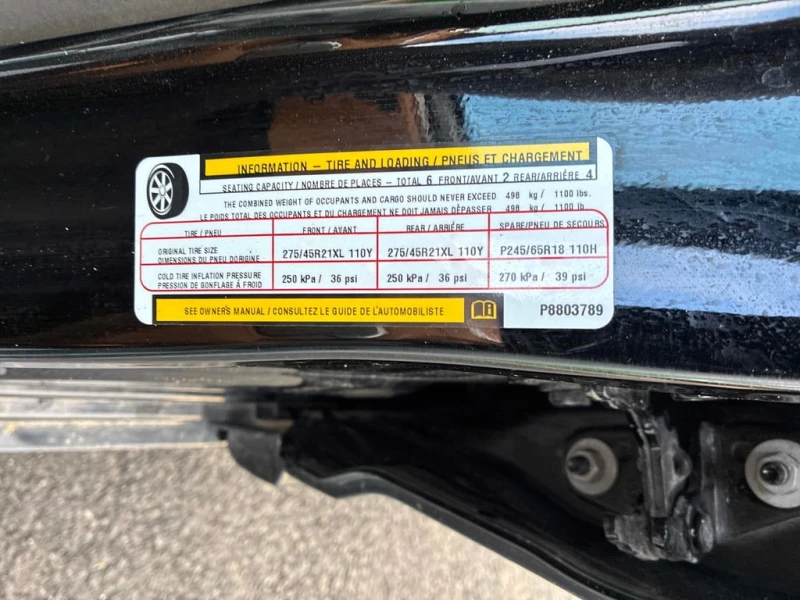 INFORMATION – TIRE AND LOADING / PNEUS ET CHARGEMENT
SEATING CAPACITY / NOMBRE DE PLACES – TOTAL 6 FRONT/AVANT 2 REAR/ARRIÈRE 4
THE COMBINED WEIGHT OF OCCUPANTS AND CARGO SHOULD NEVER EXCEED 498 kg / 1100 lbs.
LE POIDS TOTAL DES OCCUPANTS ET DU CHARGEMENT NE DOIT JAMAIS DÉPASSER 498 kg / 1100 lb.
TIRE / PNEU FRONT / AVANT REAR / ARRIÈRE SPARE/PNEU DE SECOURS
ORIGINAL TIRE SIZE 275/45R21XL 110Y 275/45R21XL 110Y P245/65R18 110H
DIMENSIONS DU PNEU DORIGINE
COLD TIRE INFLATION PRESSURE 250 kPa / 36 psi 250 kPa / 36 psi 270 kPa / 39 psi
PRESSION DE GONFLAGE À FROID
SEE OWNER'S MANUAL / CONSULTEZ LE GUIDE DE L'AUTOMOBILISTE
P8803789